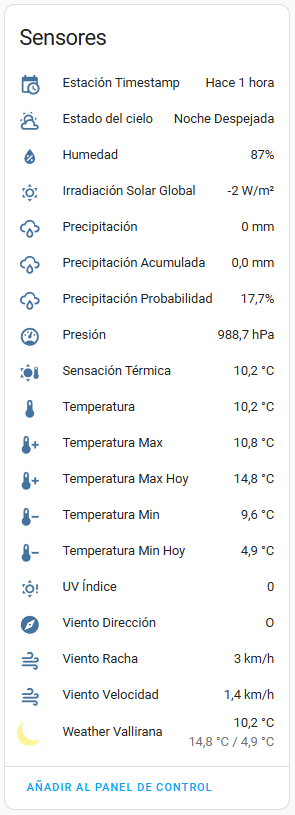 Sensores
Estación Timestamp Hace 1 hora
Estado del cielo Noche Despejada
Humedad 87%
Irradiación Solar Global -2 W/m²
Precipitación 0 mm
Precipitación Acumulada 0,0 mm
Precipitación Probabilidad 17,7%
Presión 988,7 hPa
Sensación Térmica 10,2 °C
Temperatura 10,2 °C
Temperatura Max 10,8 °C
Temperatura Max Hoy 14,8 °C
Temperatura Min 9,6 °C
Temperatura Min Hoy 4,9 °C
UV Índice 0
Viento Dirección O
Viento Racha 3 km/h
Viento Velocidad 1,4 km/h
Weather Vallirana 10,2 °C
14,8 °C / 4,9 °C
AÑADIR AL PANEL DE CONTROL